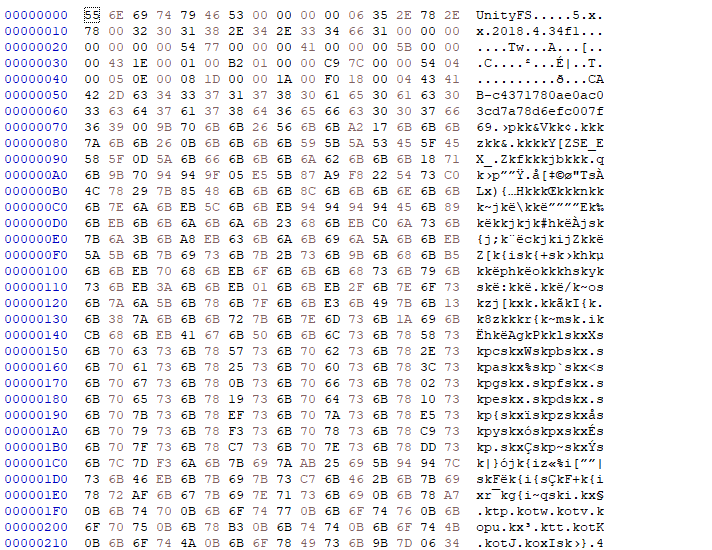 00000000 55 6E 69 74 79 46 53 00 00 00 00 06 35 2E 78 2E UnityFS.....5.x.
00000010 78 00 32 30 31 38 2E 34 2E 33 34 66 31 00 00 00 x.2018.4.34f1...
00000020 00 00 00 00 54 77 00 00 00 41 00 00 00 5B 00 00 ....Tw...A...[..
00000030 00 43 1E 00 01 00 B2 01 00 00 C9 7C 00 00 54 04 .C....²...É|..T.
00000040 00 05 0E 00 08 1D 00 00 1A 00 F0 18 00 04 43 41 ..........ð...CA
00000050 42 2D 63 34 33 37 31 37 38 30 61 65 30 61 63 30 B-c4371780ae0ac0
00000060 33 63 64 37 61 37 38 64 36 65 66 63 30 30 37 66 3cd7a78d6efc007f
00000070 36 39 00 9B 70 6B 6B 26 56 6B 6B A2 17 6B 6B 6B 69.›pkk&Vkk¢.kkk
00000080 7A 6B 6B 26 0B 6B 6B 6B 6B 59 5B 5A 53 45 5F 45 zkk&.kkkkY[ZSE_E
00000090 58 5F 0D 5A 6B 66 6B 6B 6B 6A 62 6B 6B 6B 18 71 X_.Zkfkkkjbkkk.q
000000A0 6B 9B 70 94 94 9F 05 E5 5B 87 A9 F8 22 54 73 C0 k›p””Ÿ.å[‡©ø"TsÀ
000000B0 4C 78 29 7B 85 48 6B 6B 6B 8C 6B 6B 6B 6E 6B 6B Lx){…HkkkŒkkknkk
000000C0 6B 7E 6A 6B EB 5C 6B 6B EB 94 94 94 94 45 6B 89 k~jkë\kkë””””Ek‰
000000D0 6B EB 6B 6B 6B 6A 6B 6A 6B 23 68 6B EB C0 6A 73 6B këkkjkjk#hkëÀjsk
000000E0 7B 6A 3B 6B A8 EB 63 6B 6A 6B 69 6A 5A 6B 6B EB {j;k¨ëckjkijZkkë
000000F0 5A 5B 6B 7B 69 73 6B 7B 2B 73 6B 9B 6B 68 6B B5 Z[k{isk{+sk›khkµ
00000100 6B 6B EB 70 68 6B EB 6F 6B 6B 6B 68 73 6B 79 6B kkëphkëokkkhskyk
00000110 73 6B EB 3A 6B 6B EB 01 6B 6B EB 2F 6B 7E 6F 73 skë:kkë.kkë/k~os
00000120 6B 7A 6A 5B 6B 78 6B 7F 6B 6B E3 6B 49 7B 6B 13 kzj[kxk.kkãkI{k.
00000130 6B 38 7A 6B 6B 6B 72 7B 6B 7E 6D 73 6B 1A 69 6B k8zkkkr{k~msk.ik
00000140 CB 68 6B EB 41 67 6B 50 6B 6B 6C 73 6B 78 58 73 ËhkëAgkPkklskxXs
00000150 6B 70 63 73 6B 78 57 73 6B 70 62 73 6B 78 2E 73 kpcskxWskpbskx.s
00000160 6B 70 61 73 6B 78 25 73 6B 70 60 73 6B 78 3C 73 kpaskx%skp`skx<s
00000170 6B 70 67 73 6B 78 0B 73 6B 70 66 73 6B 78 02 73 kpgskx.skpfskx.s
00000180 6B 70 65 73 6B 78 19 73 6B 70 64 73 6B 78 10 73 kpeskx.skpdskx.s
00000190 6B 70 7B 73 6B 78 EF 73 6B 70 7A 73 6B 78 E5 73 kp{skxïskpzskxås
000001A0 6B 70 79 73 6B 78 F3 73 6B 70 78 73 6B 78 C9 73 kpyskxóskpxskxÉs
000001B0 6B 70 7F 73 6B 78 C7 73 6B 70 7E 73 6B 78 DD 73 kp.skxÇskp~skxÝs
000001C0 6B 7C 7D F3 6A 6B 7B 69 7A AB 25 69 5B 94 94 7C k|}ójk{iz«%i[””|
000001D0 73 6B 46 EB 6B 7B 69 7B 73 C7 6B 46 2B 6B 7B 69 skFëk{i{sÇkF+k{i
000001E0 78 72 AF 6B 67 7B 69 7E 71 73 6B 69 0B 6B 78 A7 xr¯kg{i~qski.kx§
000001F0 0B 6B 74 70 0B 6B 6F 74 77 0B 6B 6F 74 76 0B 6B .ktp.kotw.kotv.k
00000200 6F 70 75 0B 6B 78 B3 0B 6B 74 74 0B 6B 6F 74 4B opu.kx³.ktt.kotK
00000210 0B 6B 6F 74 4A 0B 6B 6F 78 49 73 6B 9B 7D 06 34 .kotJ.koxIsk›}.4